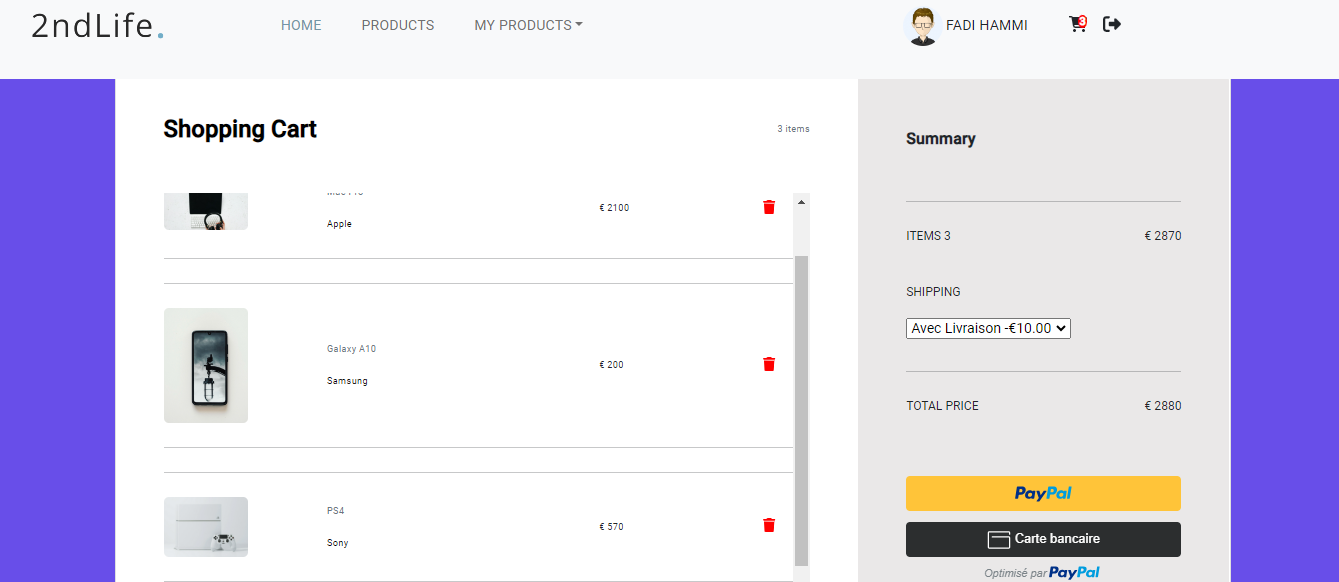 2ndLife.
HOME
PRODUCTS
MY PRODUCTS
FADI HAMMI
3
Shopping Cart
3 items
Apple
€ 2100
Galaxy A10
Samsung
€ 200
PS4
Sony
€ 570
Summary
ITEMS 3
€ 2870
SHIPPING
Avec Livraison -€10.00
TOTAL PRICE
€ 2880
PayPal
Carte bancaire
Optimisé par PayPal